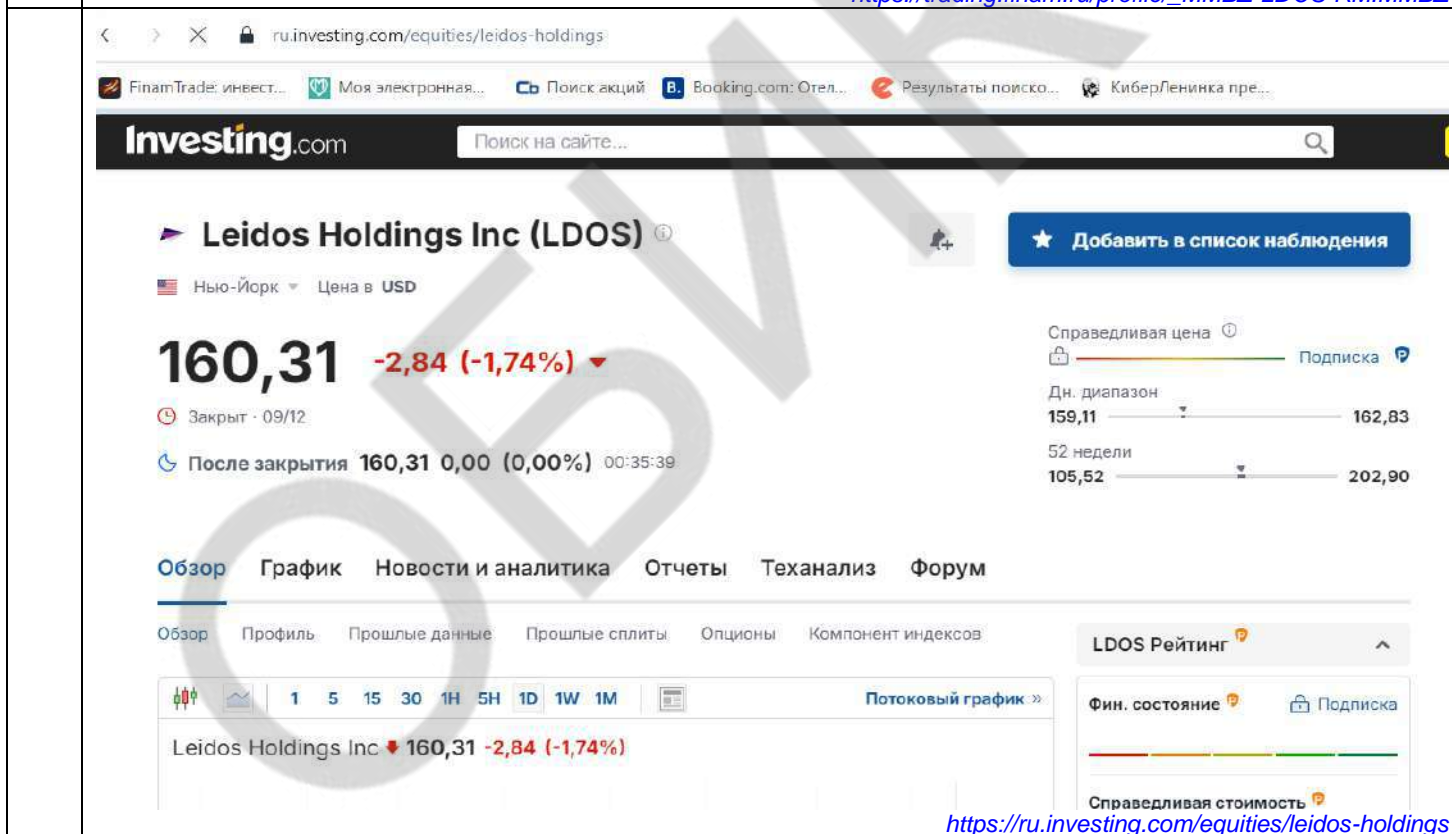 ru.investing.com/equities/leidos-holdings
FinamTrade: инвест... Моя электронная... Сь Поиск акций B. Booking.com: Отел... Результаты поиско... КиберЛенинка пре...
Investing.com Поиск на сайте...
Leidos Holdings Inc (LDOS)
Добавить в список наблюдения
Нью-Йорк Цена в USD
160,31 -2,84 (-1,74%)
Закрыт · 09/12
После закрытия 160,31 0,00 (0,00%) 00:35:39
Справедливая цена
Подписка
Дн. диапазон
159,11 162,83
52 недели
105,52 202,90
Обзор График Новости и аналитика Отчеты Теханализ Форум
Обзор Профиль Прошлые данные Прошлые сплиты Опционы Компонент индексов
1 5 15 30 1H 5H 1D 1W 1M Потоковый график »
Leidos Holdings Inc 160,31 -2,84 (-1,74%)
LDOS Рейтинг
Фин. состояние Подписка
Справедливая стоимость
https://ru.investing.com/equities/leidos-holdings
ОБИК